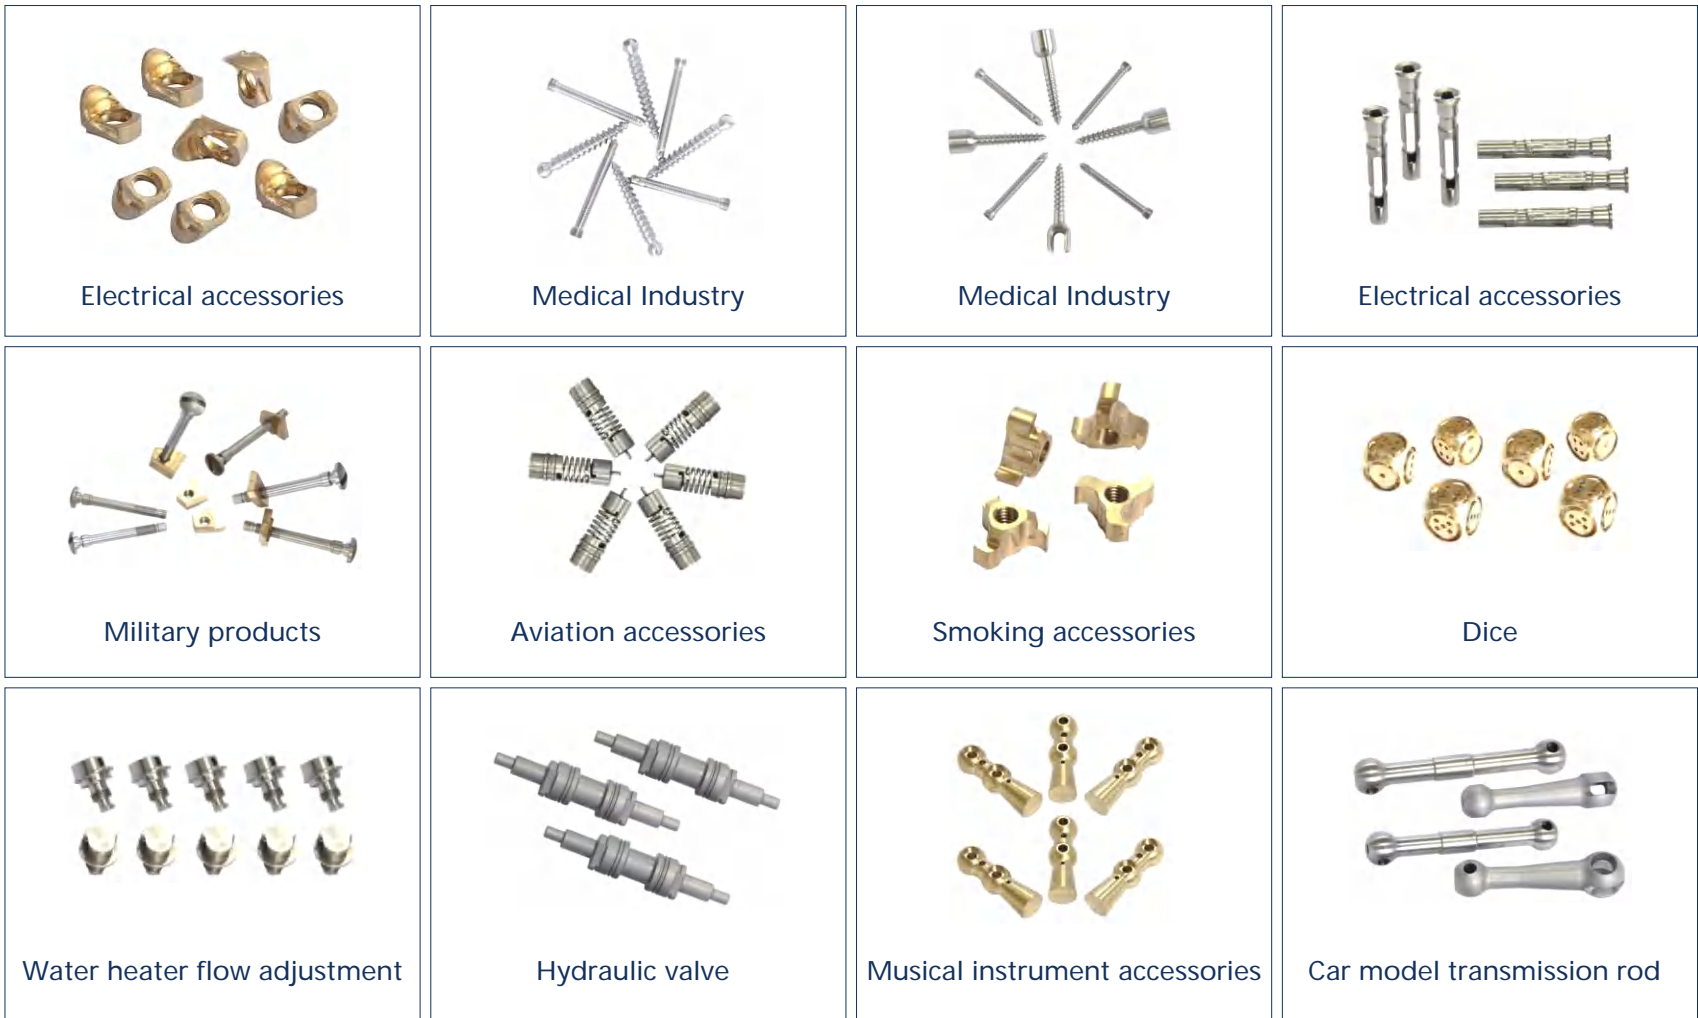 Electrical accessories
Medical Industry
Medical Industry
Electrical accessories
Military products
Aviation accessories
Smoking accessories
Dice
Water heater flow adjustment
Hydraulic valve
Musical instrument accessories
Car model transmission rod